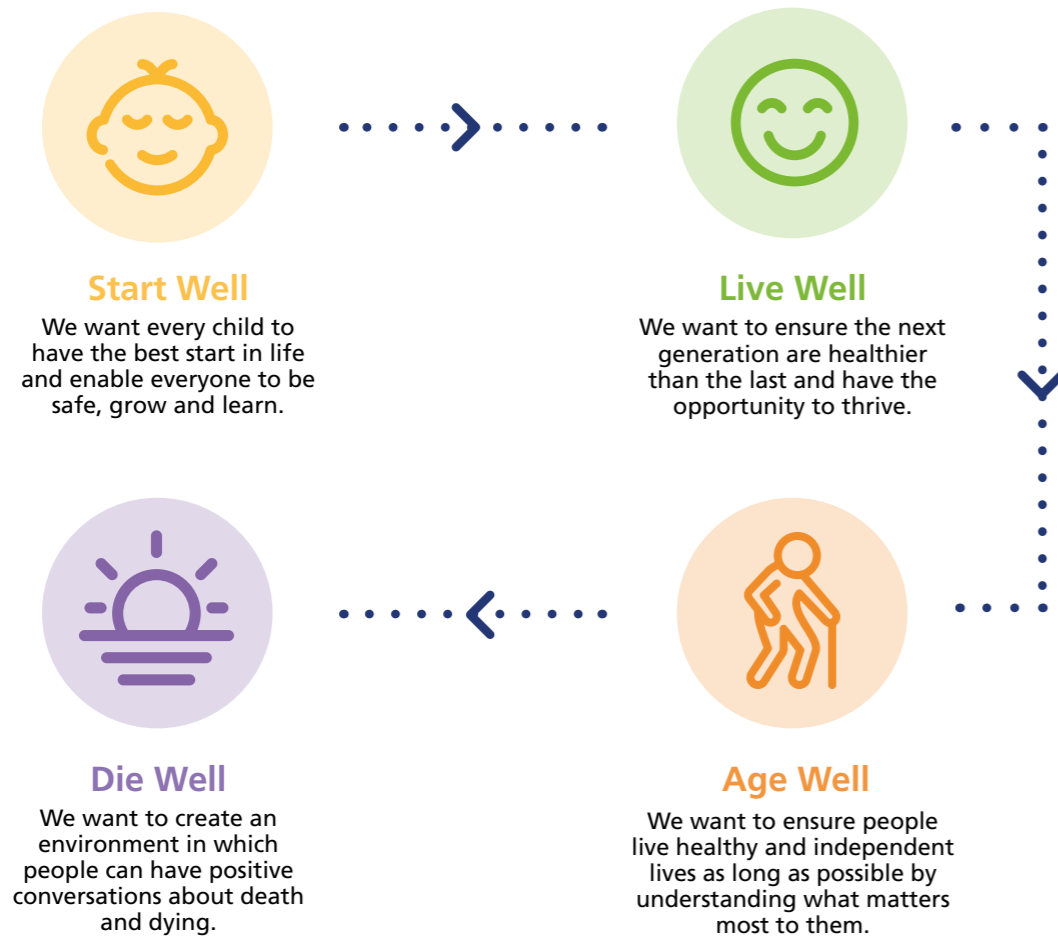 Start Well
We want every child to
have the best start in life
and enable everyone to be
safe, grow and learn.
Live Well
We want to ensure the next
generation are healthier
than the last and have the
opportunity to thrive.
Age Well
We want to ensure people
live healthy and independent
lives as long as possible by
understanding what matters
most to them.
Die Well
We want to create an
environment in which
people can have positive
conversations about death
and dying.